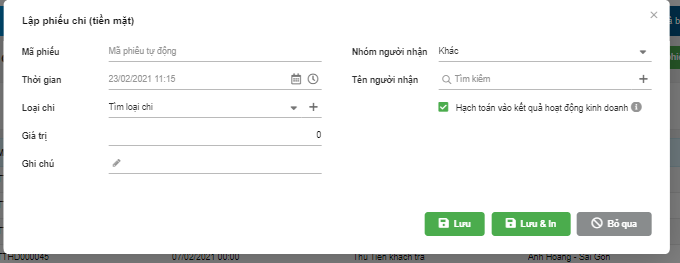 Lập phiếu chi (tiền mặt)
Mã phiếu
Mã phiếu tự động
Thời gian
23/02/2021 11:15
Loại chi
Tìm loại chi
Giá trị
0
Ghi chú
Nhóm người nhận
Khác
Tên người nhận
Tìm kiếm
Hạch toán vào kết quả hoạt động kinh doanh
Lưu
Lưu & In
Bỏ qua
THD000045 07/02/2021 00:00 Thu Tiền khách trả Anh Hoàng - Sài Gòn